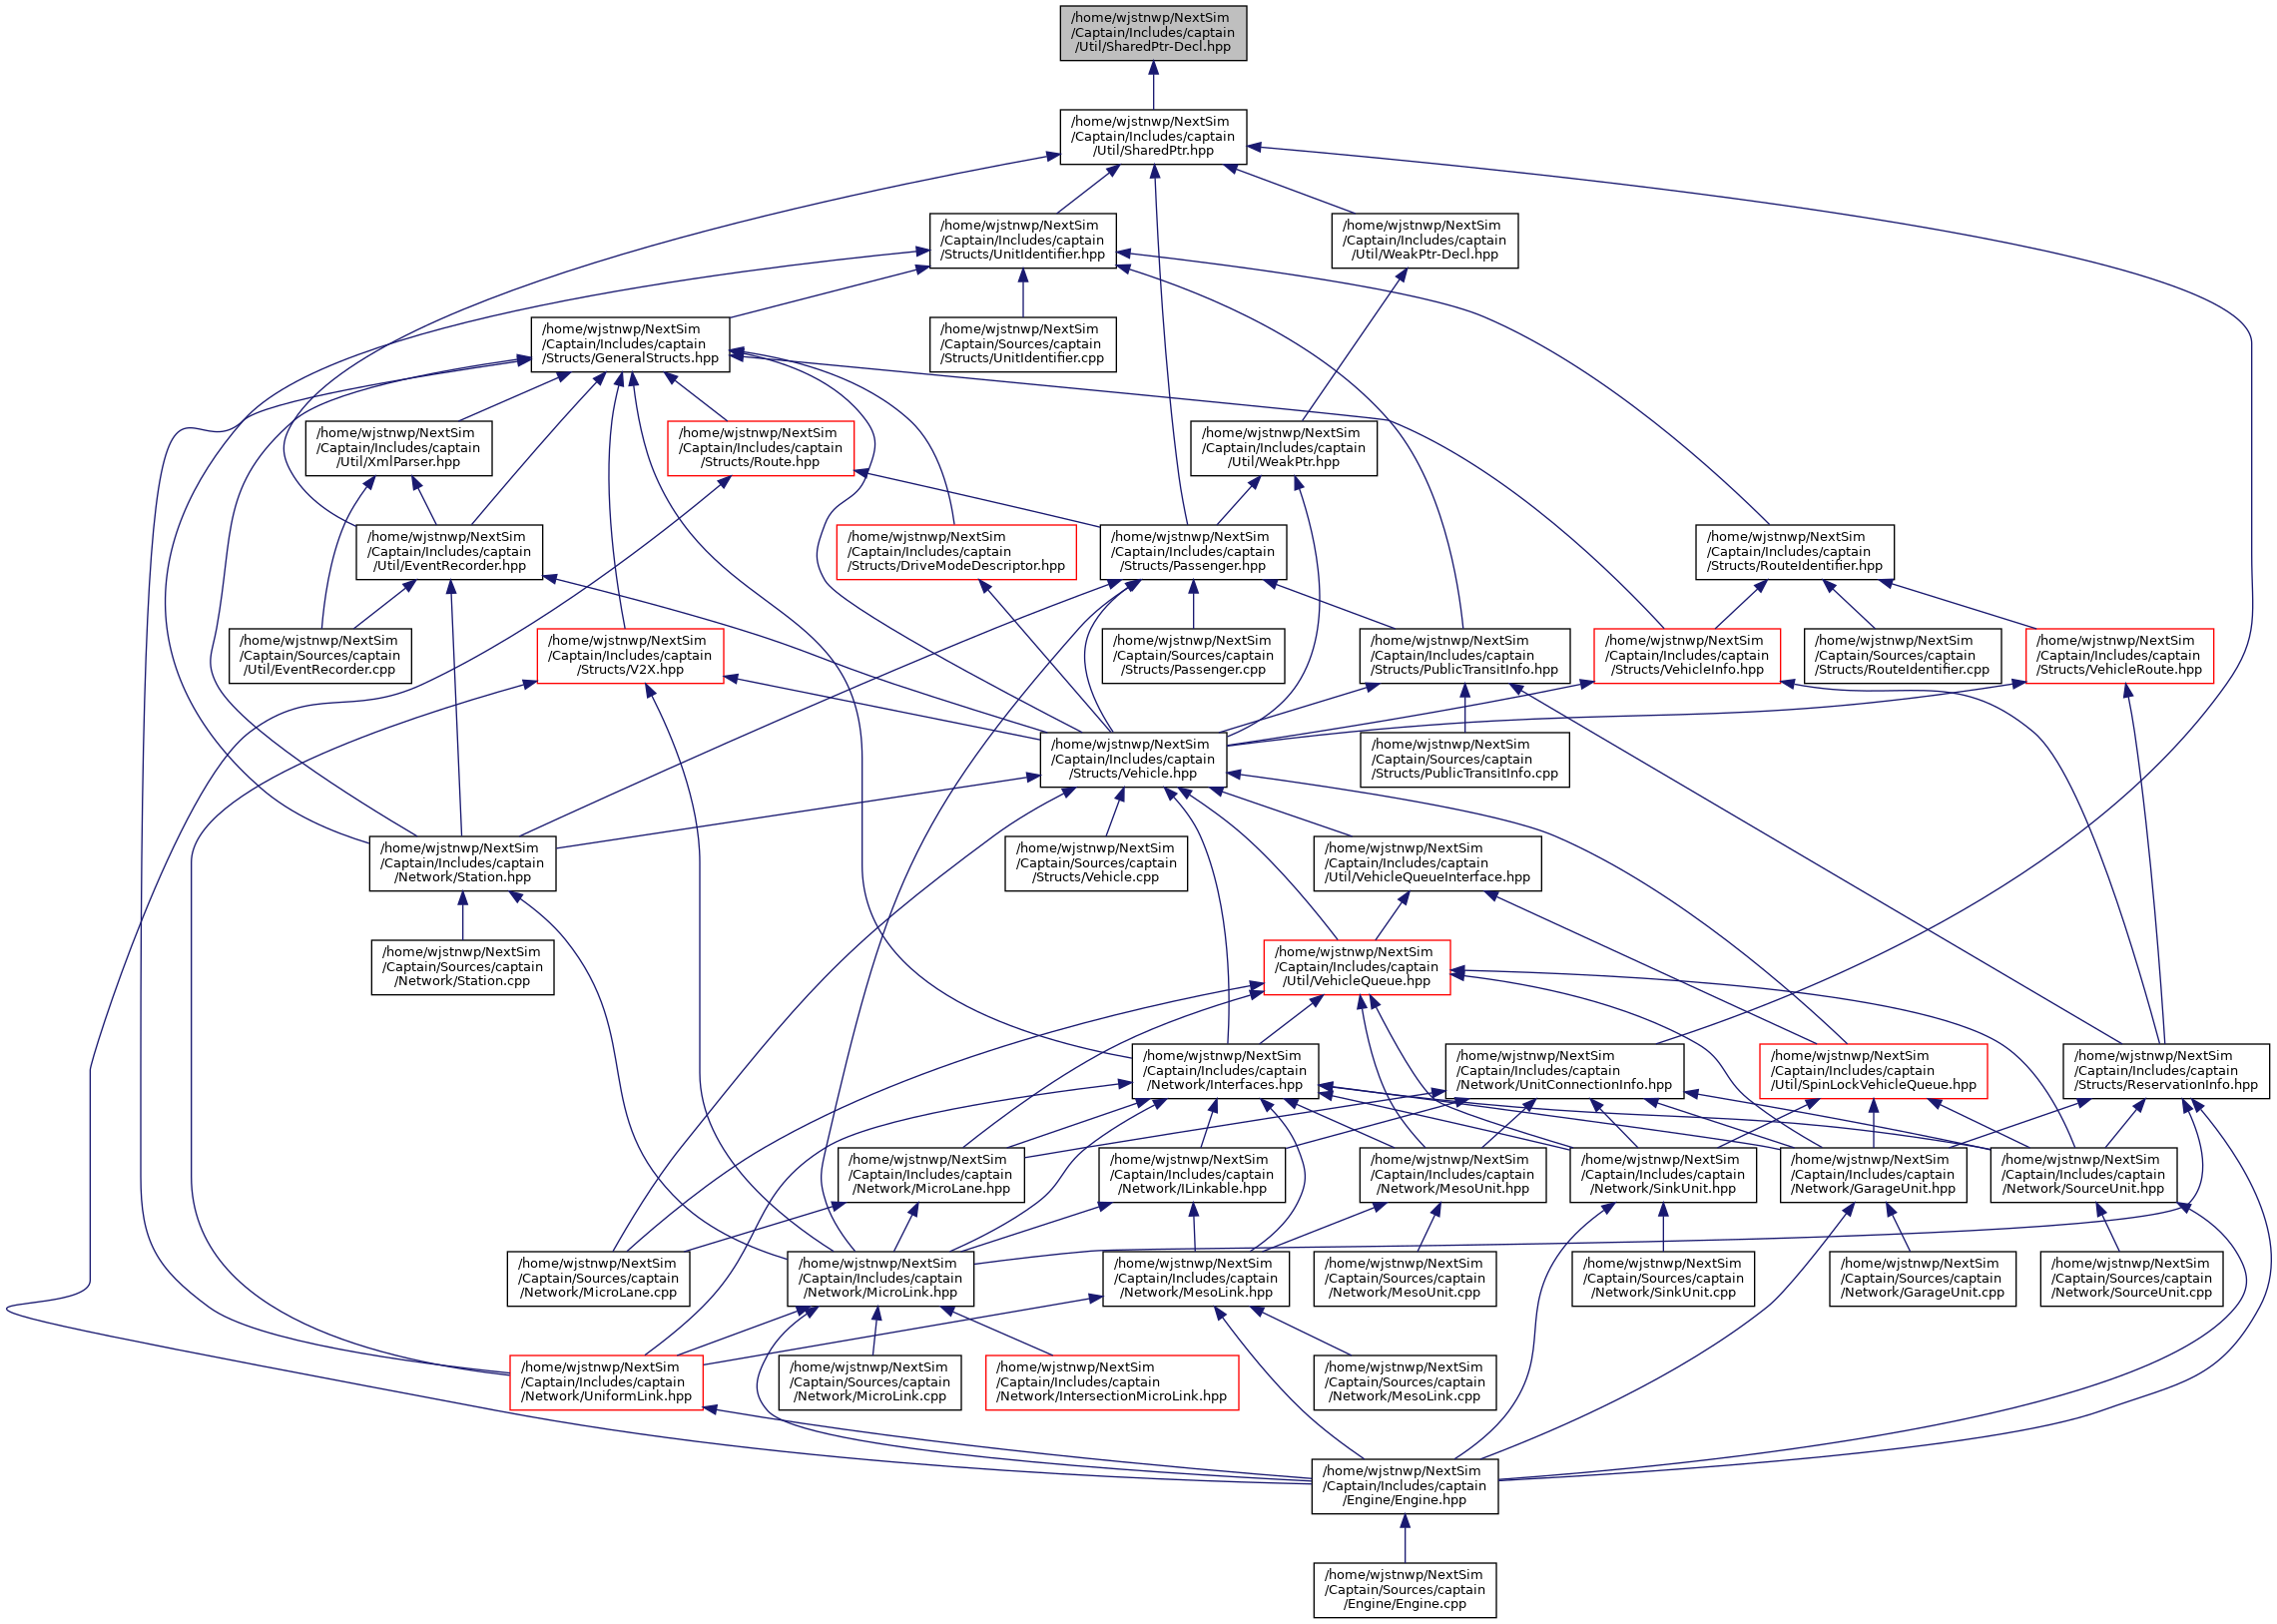 /home/wjstnwp/NextSim
/Captain/Includes/captain
/Util/SharedPtr-Decl.hpp
/home/wjstnwp/NextSim
/Captain/Includes/captain
/Util/SharedPtr.hpp
/home/wjstnwp/NextSim
/Captain/Includes/captain
/Structs/UnitIdentifier.hpp
/home/wjstnwp/NextSim
/Captain/Includes/captain
/Util/WeakPtr-Decl.hpp
/home/wjstnwp/NextSim
/Captain/Includes/captain
/Structs/GeneralStructs.hpp
/home/wjstnwp/NextSim
/Captain/Sources/captain
/Structs/UnitIdentifier.cpp
/home/wjstnwp/NextSim
/Captain/Includes/captain
/Util/XmlParser.hpp
/home/wjstnwp/NextSim
/Captain/Includes/captain
/Structs/Route.hpp
/home/wjstnwp/NextSim
/Captain/Includes/captain
/Util/WeakPtr.hpp
/home/wjstnwp/NextSim
/Captain/Includes/captain
/Util/EventRecorder.hpp
/home/wjstnwp/NextSim
/Captain/Includes/captain
/Structs/DriveModeDescriptor.hpp
/home/wjstnwp/NextSim
/Captain/Includes/captain
/Structs/Passenger.hpp
/home/wjstnwp/NextSim
/Captain/Includes/captain
/Structs/RouteIdentifier.hpp
/home/wjstnwp/NextSim
/Captain/Sources/captain
/Util/EventRecorder.cpp
/home/wjstnwp/NextSim
/Captain/Includes/captain
/Structs/V2X.hpp
/home/wjstnwp/NextSim
/Captain/Sources/captain
/Structs/Passenger.cpp
/home/wjstnwp/NextSim
/Captain/Includes/captain
/Structs/PublicTransitInfo.hpp
/home/wjstnwp/NextSim
/Captain/Includes/captain
/Structs/VehicleInfo.hpp
/home/wjstnwp/NextSim
/Captain/Sources/captain
/Structs/RouteIdentifier.cpp
/home/wjstnwp/NextSim
/Captain/Includes/captain
/Structs/VehicleRoute.hpp
/home/wjstnwp/NextSim
/Captain/Includes/captain
/Structs/Vehicle.hpp
/home/wjstnwp/NextSim
/Captain/Sources/captain
/Structs/PublicTransitInfo.cpp
/home/wjstnwp/NextSim
/Captain/Includes/captain
/Network/Station.hpp
/home/wjstnwp/NextSim
/Captain/Sources/captain
/Structs/Vehicle.cpp
/home/wjstnwp/NextSim
/Captain/Includes/captain
/Util/VehicleQueueInterface.hpp
/home/wjstnwp/NextSim
/Captain/Sources/captain
/Network/Station.cpp
/home/wjstnwp/NextSim
/Captain/Includes/captain
/Util/VehicleQueue.hpp
/home/wjstnwp/NextSim
/Captain/Includes/captain
/Network/Interfaces.hpp
/home/wjstnwp/NextSim
/Captain/Includes/captain
/Network/UnitConnectionInfo.hpp
/home/wjstnwp/NextSim
/Captain/Includes/captain
/Util/SpinLockVehicleQueue.hpp
/home/wjstnwp/NextSim
/Captain/Includes/captain
/Structs/ReservationInfo.hpp
/home/wjstnwp/NextSim
/Captain/Includes/captain
/Network/MicroLane.hpp
/home/wjstnwp/NextSim
/Captain/Includes/captain
/Network/ILinkable.hpp
/home/wjstnwp/NextSim
/Captain/Includes/captain
/Network/MesoUnit.hpp
/home/wjstnwp/NextSim
/Captain/Includes/captain
/Network/SinkUnit.hpp
/home/wjstnwp/NextSim
/Captain/Includes/captain
/Network/GarageUnit.hpp
/home/wjstnwp/NextSim
/Captain/Includes/captain
/Network/SourceUnit.hpp
/home/wjstnwp/NextSim
/Captain/Sources/captain
/Network/MicroLane.cpp
/home/wjstnwp/NextSim
/Captain/Includes/captain
/Network/MicroLink.hpp
/home/wjstnwp/NextSim
/Captain/Includes/captain
/Network/MesoLink.hpp
/home/wjstnwp/NextSim
/Captain/Sources/captain
/Network/MesoUnit.cpp
/home/wjstnwp/NextSim
/Captain/Sources/captain
/Network/SinkUnit.cpp
/home/wjstnwp/NextSim
/Captain/Sources/captain
/Network/GarageUnit.cpp
/home/wjstnwp/NextSim
/Captain/Sources/captain
/Network/SourceUnit.cpp
/home/wjstnwp/NextSim
/Captain/Includes/captain
/Network/UniformLink.hpp
/home/wjstnwp/NextSim
/Captain/Sources/captain
/Network/MicroLink.cpp
/home/wjstnwp/NextSim
/Captain/Includes/captain
/Network/IntersectionMicroLink.hpp
/home/wjstnwp/NextSim
/Captain/Sources/captain
/Network/MesoLink.cpp
/home/wjstnwp/NextSim
/Captain/Includes/captain
/Engine/Engine.hpp
/home/wjstnwp/NextSim
/Captain/Sources/captain
/Engine/Engine.cpp